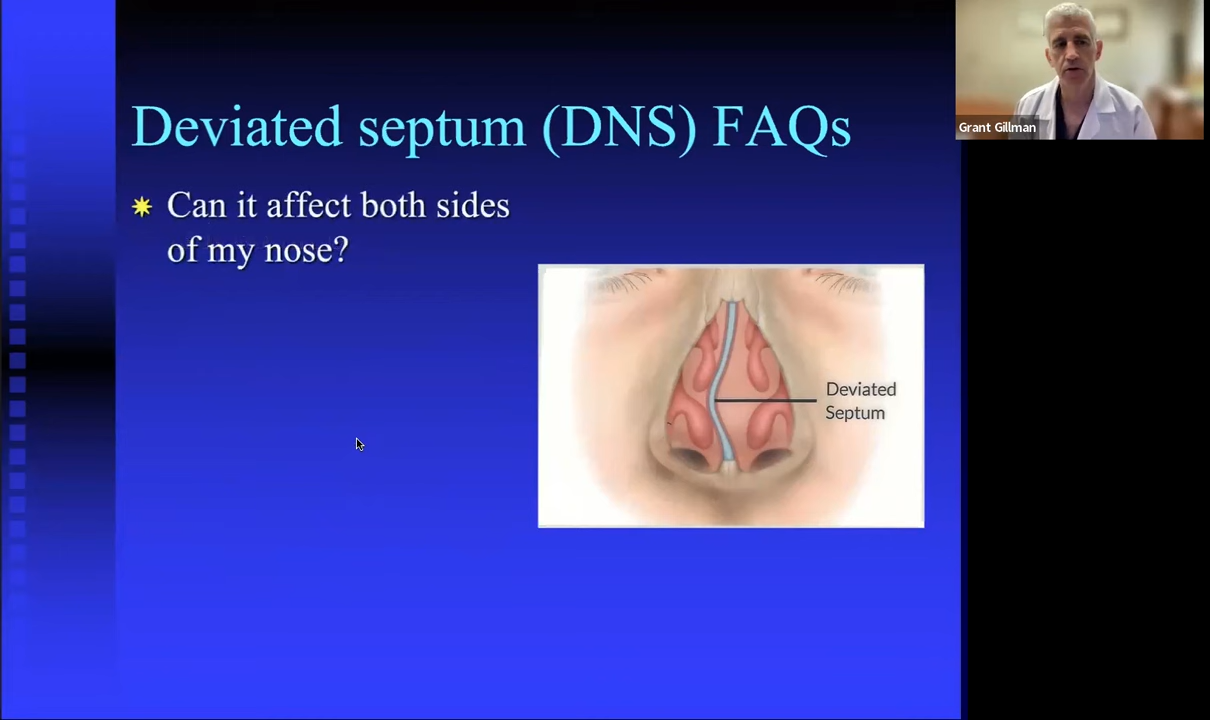 Deviated septum (DNS) FAQs
Can it affect both sides
of my nose?
Deviated
Septum
Grant Gillman